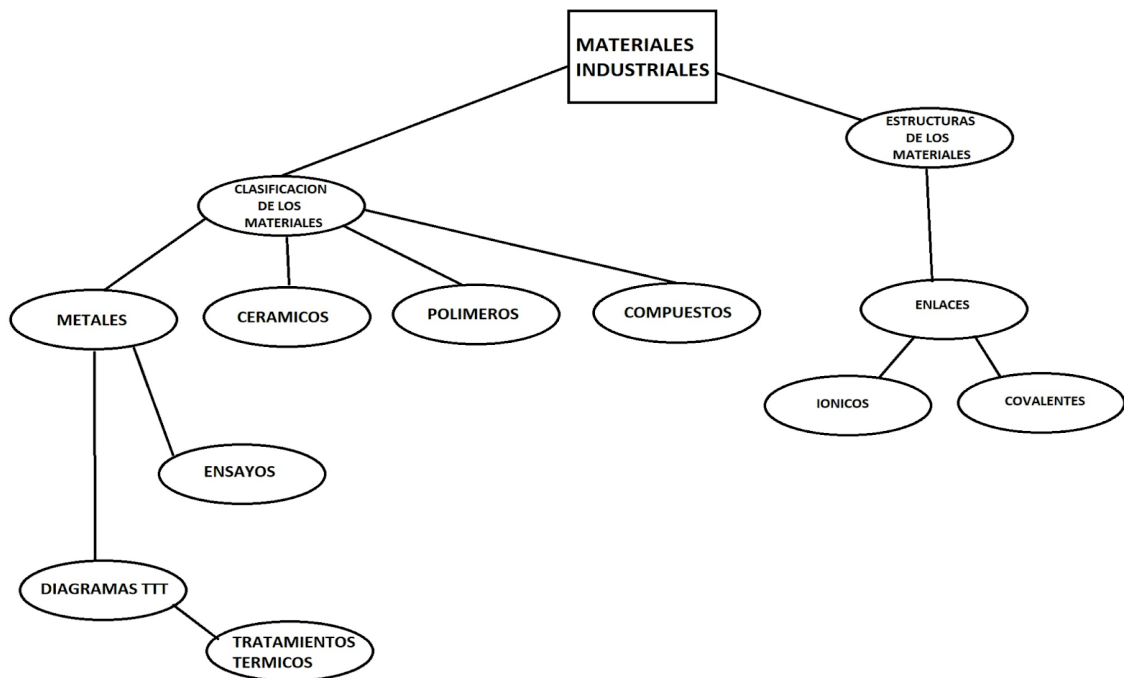 MATERIALES
INDUSTRIALES
ESTRUCTURAS
DE LOS
MATERIALES
CLASIFICACION
DE LOS
MATERIALES
METALES
CERAMICOS
POLIMEROS
COMPUESTOS
ENLACES
IONICOS
COVALENTES
ENSAYOS
DIAGRAMAS TTT
TRATAMIENTOS
TERMICOS